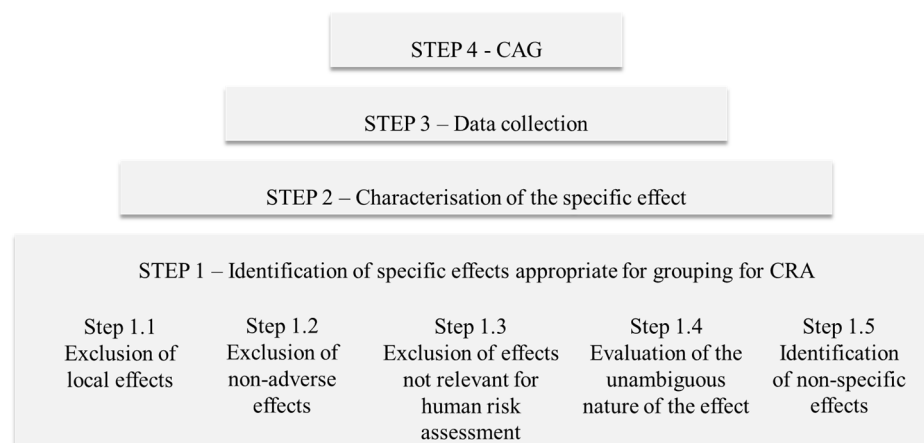 STEP 4 - CAG
STEP 3 – Data collection
STEP 2 – Characterisation of the specific effect
STEP 1 – Identification of specific effects appropriate for grouping for CRA
Step 1.1
Exclusion of
local effects
Step 1.2
Exclusion of
non-adverse
effects
Step 1.3
Exclusion of effects
not relevant for
human risk
assessment
Step 1.4
Evaluation of the
unambiguous
nature of the effect
Step 1.5
Identification
of non-specific
effects